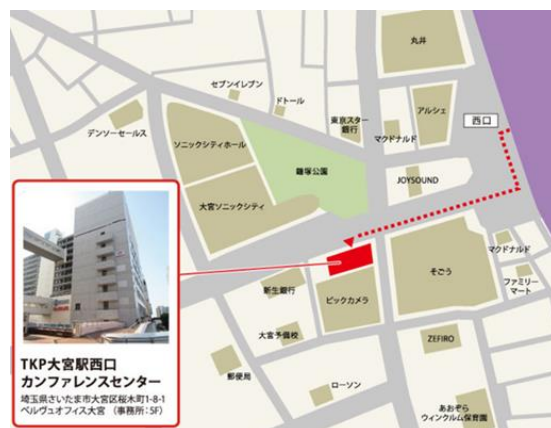 丸井
セブンイレブン
ドトール
東京スター
銀行
アルシェ
西口
マクドナルド
デンソーセールス
ソニックシティホール
鐘塚公園
JOYSOUND
大宮ソニックシティ
マクドナルド
そごう
ファミリー
マート
新生銀行
ビックカメラ
大宮予備校
ZEFIRO
郵便局
ローソン
あおぞら
ウィンクルム保育園
TKP大宮駅西口
カンファレンスセンター
埼玉県さいたま市大宮区桜木町1-8-1
ベルヴュオフィス大宮 (事務所:5F)